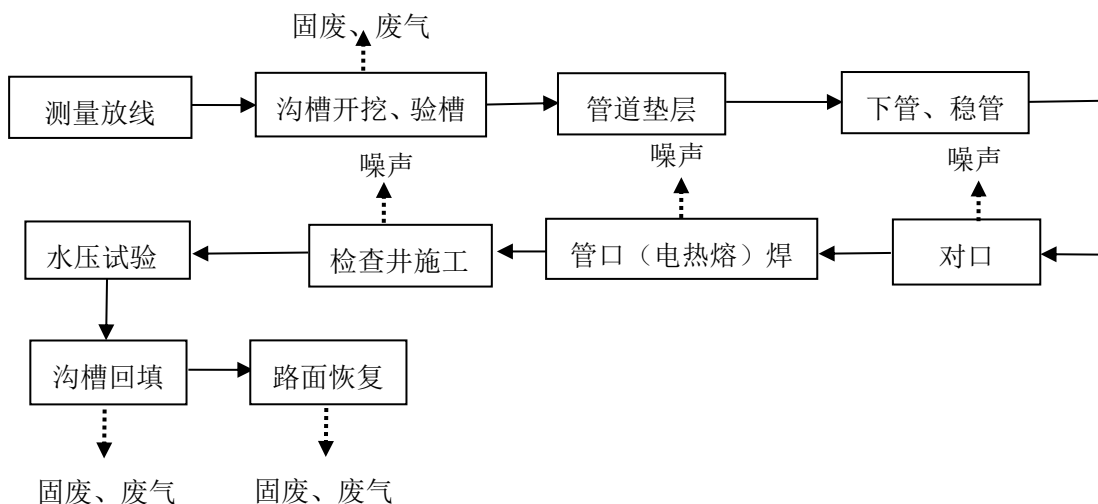 固废、废气
测量放线
沟槽开挖、验槽
管道垫层
下管、稳管
噪声
噪声
噪声
水压试验
检查井施工
管口（电热熔）焊
对口
沟槽回填
路面恢复
固废、废气
固废、废气